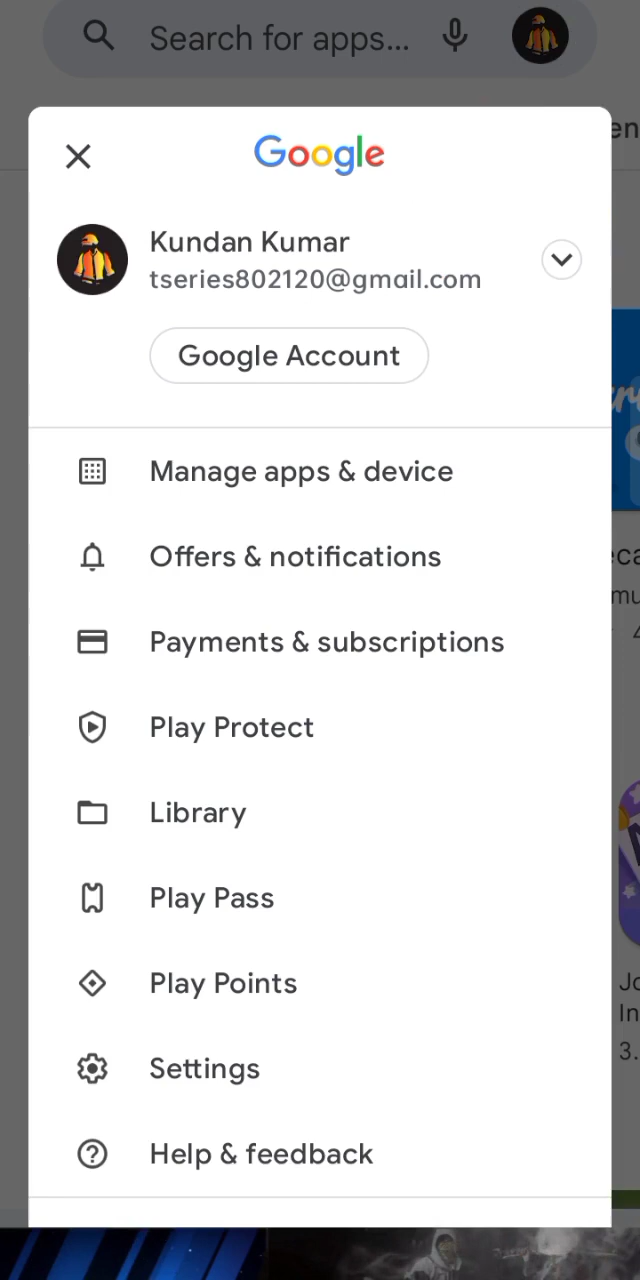 Search for apps...
Google
Kundan Kumar
tseries802120@gmail.com
Google Account
Manage apps & device
Offers & notifications
Payments & subscriptions
Play Protect
Library
Play Pass
Play Points
Settings
Help & feedback